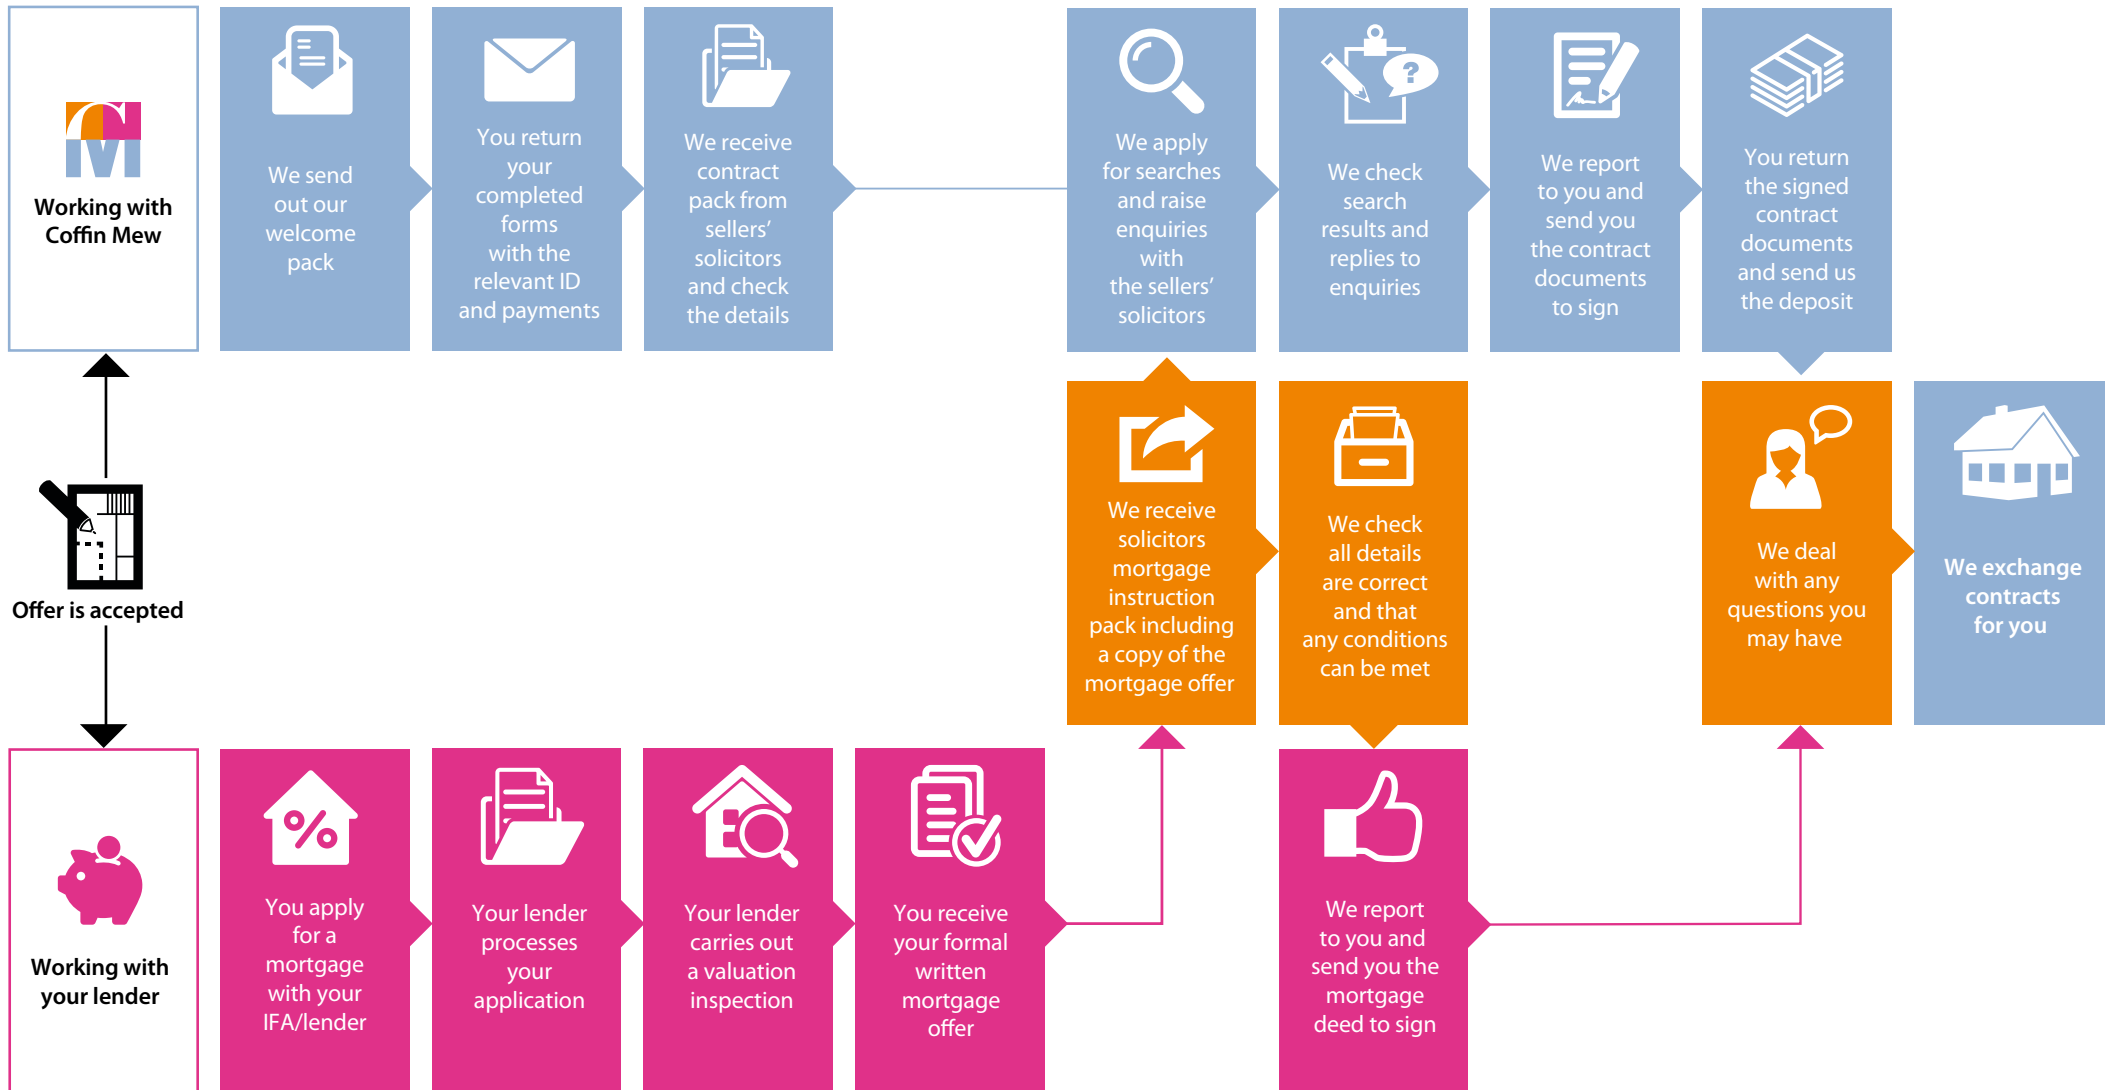 Working with
Coffin Mew
We send
out our
welcome
pack
You return
your
completed
forms
with the
relevant ID
and payments
We receive
contract
pack from
sellers’
solicitors
and check
the details
We apply
for searches
and raise
enquiries
with
the sellers’
solicitors
?
We check
search
results and
replies to
enquiries
We report
to you and
send you
the contract
documents
to sign
You return
the signed
contract
documents
and send us
the deposit
Offer is accepted
We receive
solicitors
mortgage
instruction
pack including
a copy of the
mortgage offer
We check
all details
are correct
and that
any conditions
can be met
We deal
with any
questions you
may have
We exchange
contracts
for you
Working with
your lender
%
You apply
for a
mortgage
with your
IFA/lender
Your lender
processes
your
application
Your lender
carries out
a valuation
inspection
You receive
your formal
written
mortgage
offer
We report
to you and
send you the
mortgage
deed to sign